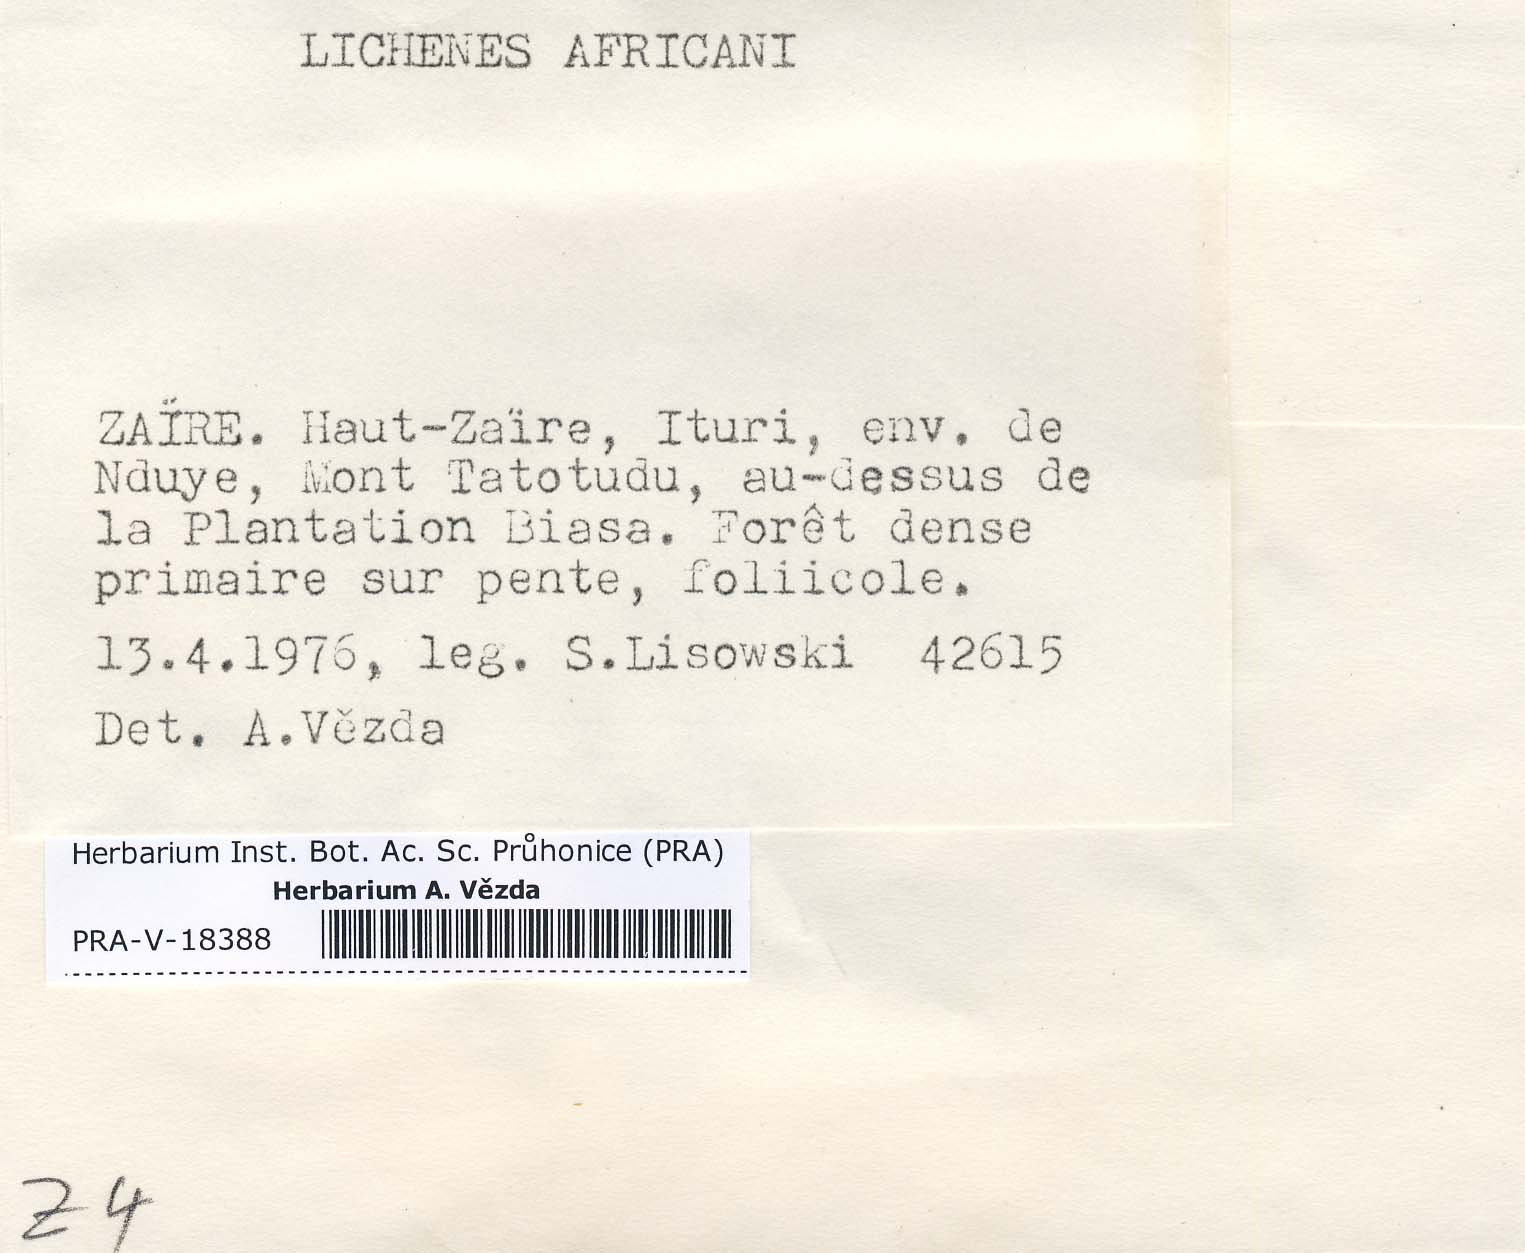 LICHENES AFRICANI
ZAÏRE. Haut-Zaïre, Ituri, env. de
Nduye, Mont Tatotudu, au-dessus de
la Plantation Biasa. Forêt dense
primaire sur pente, foliicole.
13.4.1976, leg. S.Lisowski 42615
Det. A.Vězda
Herbarium Inst. Bot. Ac. Sc. Průhonice (PRA)
Herbarium A. Vězda
PRA-V-18388
Z 4